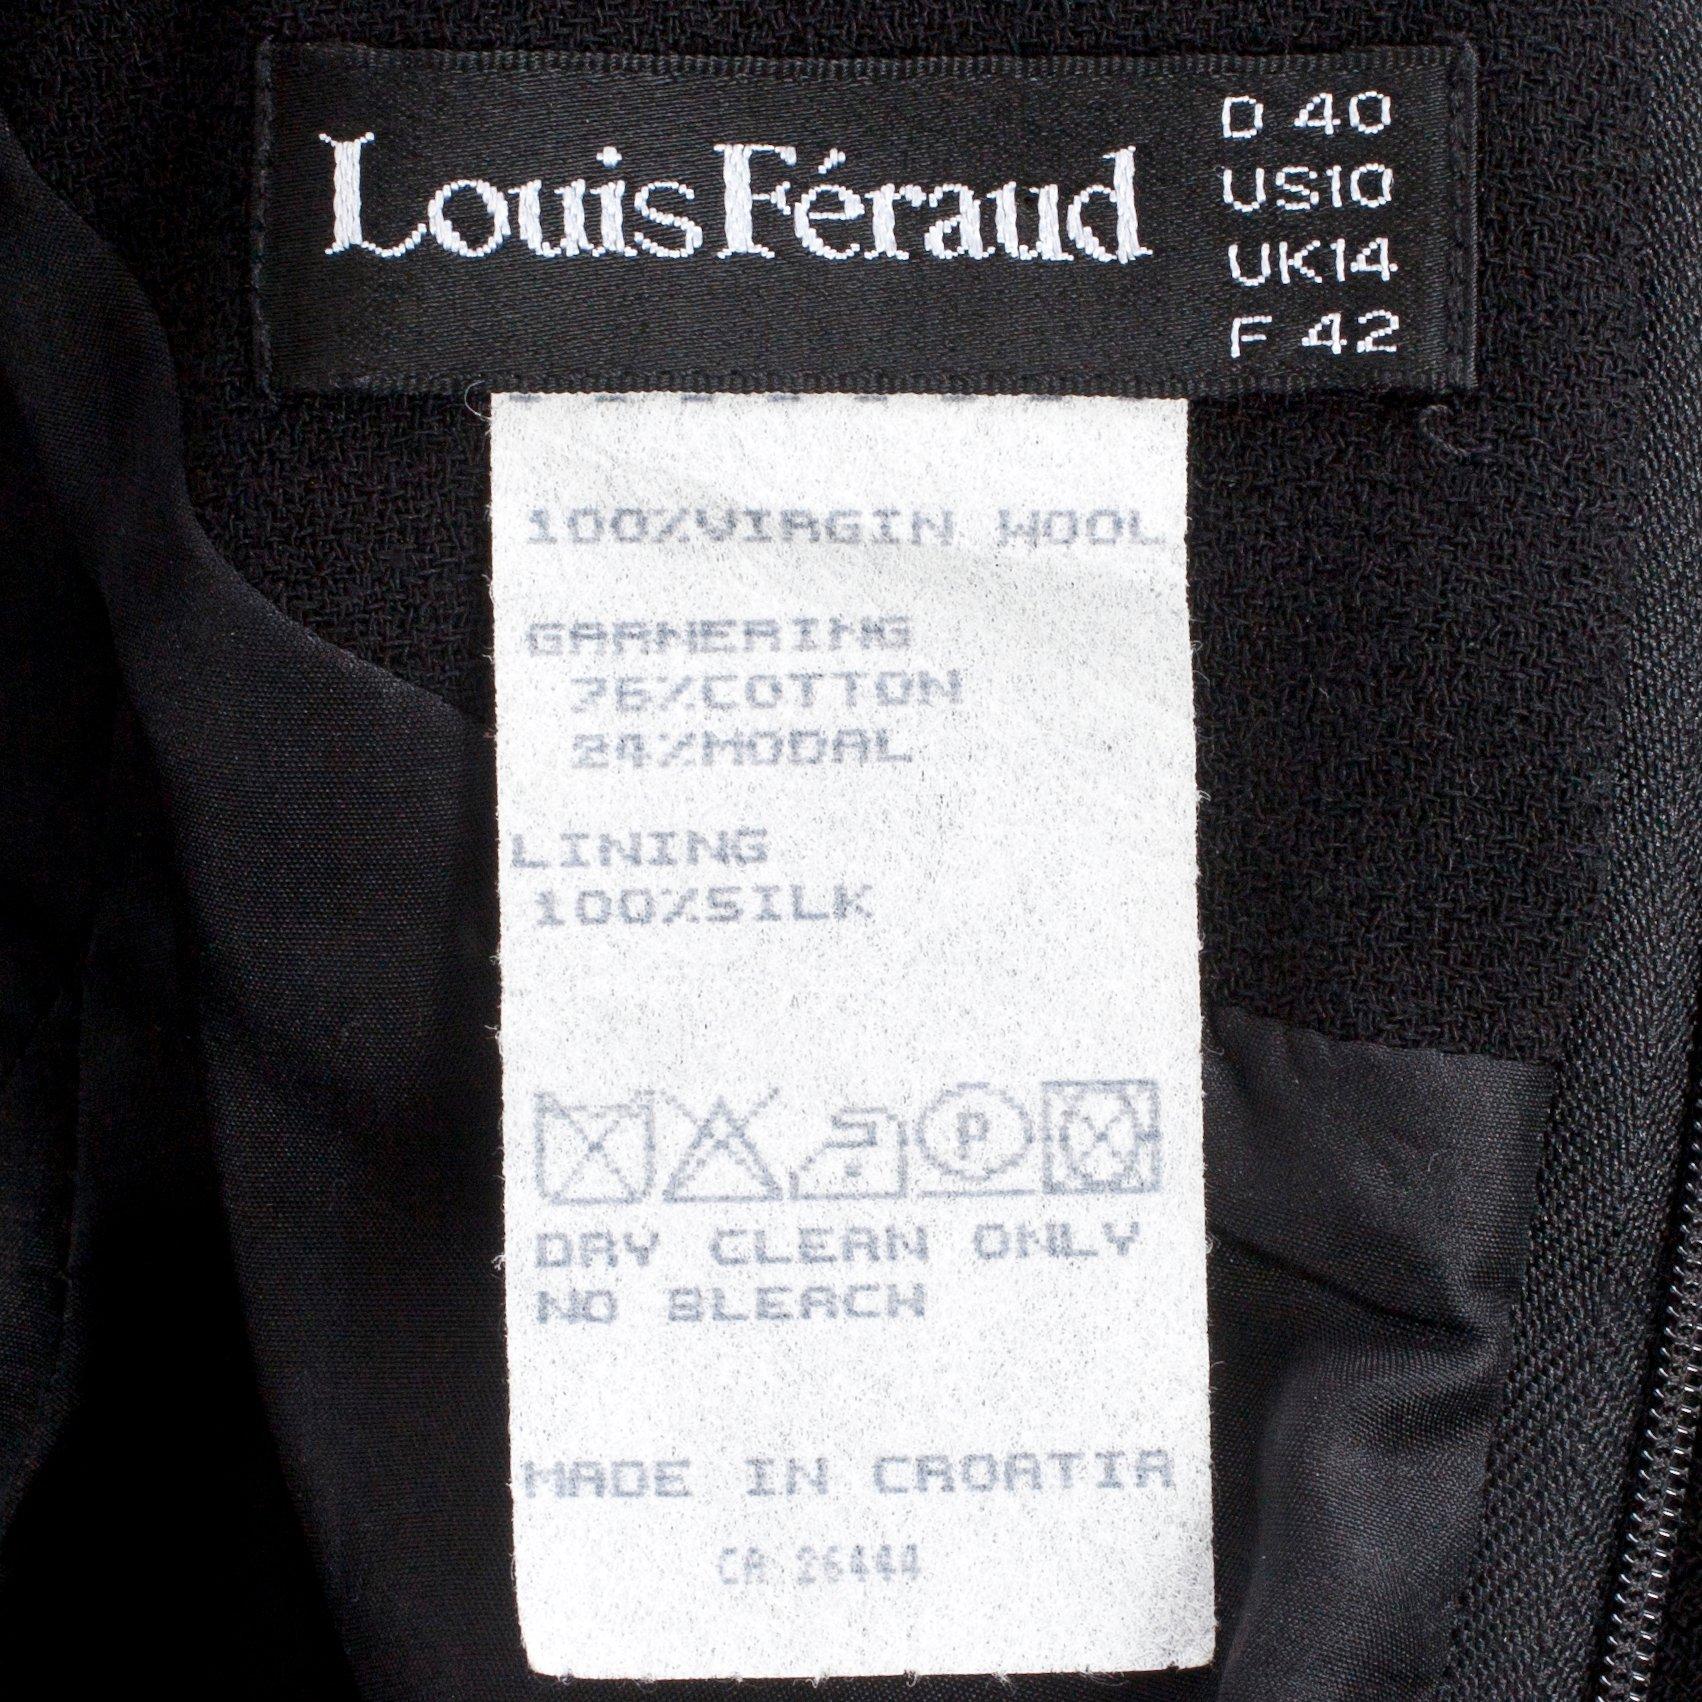 Louis Féraud
D 40
US10
UK14
F 42
100%VIRGIN WOOL
GARNERING
76%COTTON
24%MODAL
LINING
100%SILK
P
DRY CLEAN ONLY
NO BLEACH
MADE IN CROATIA
CA 26444